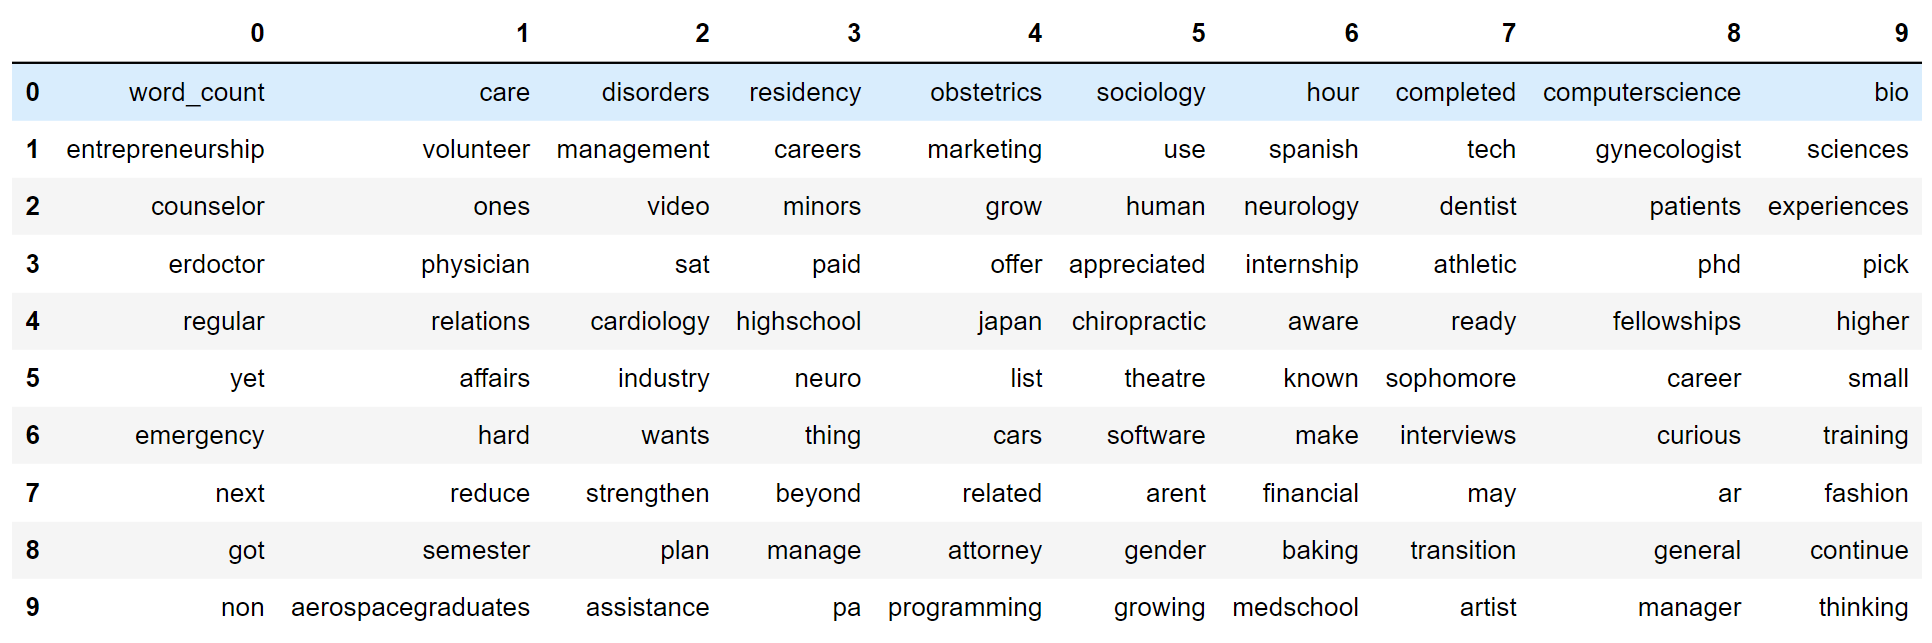 0 1 2 3 4 5 6 7 8 9
0 word_count care disorders residency obstetrics sociology hour completed computerscience bio
1 entrepreneurship volunteer management careers marketing use spanish tech gynecologist sciences
2 counselor ones video minors grow human neurology dentist patients experiences
3 erdoctor physician sat paid offer appreciated internship athletic phd pick
4 regular relations cardiology highschool japan chiropractic aware ready fellowships higher
5 yet affairs industry neuro list theatre known sophomore career small
6 emergency hard wants thing cars software make interviews curious training
7 next reduce strengthen beyond related arent financial may ar fashion
8 got semester plan manage attorney gender baking transition general continue
9 non aerospacegraduates assistance pa programming growing medschool artist manager thinking